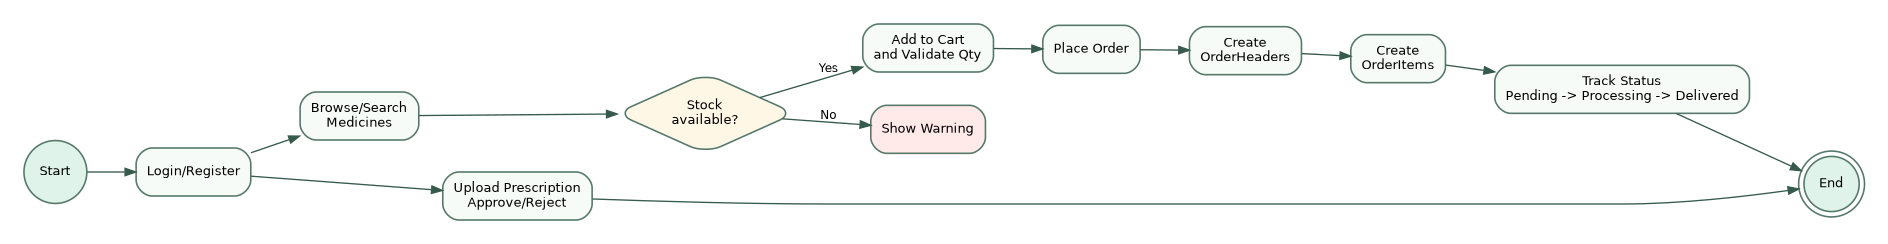 Start
Login/Register
Browse/Search
Medicines
Upload Prescription
Approve/Reject
Stock
available?
Yes
No
Add to Cart
and Validate Qty
Show Warning
Place Order
Create
OrderHeaders
Create
OrderItems
Track Status
Pending -> Processing -> Delivered
End